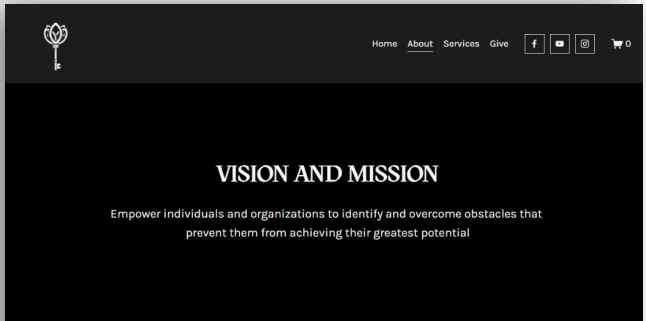 Home About Services Give 0
VISION AND MISSION
Empower individuals and organizations to identify and overcome obstacles that
prevent them from achieving their greatest potential